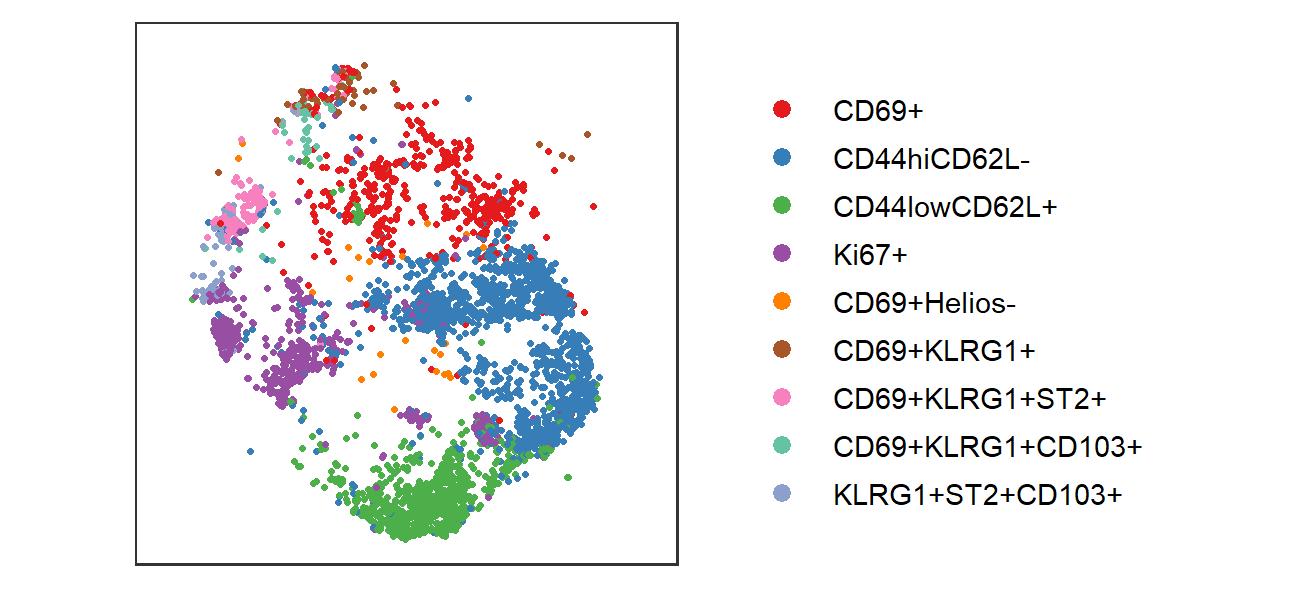 CD69+
CD44hiCD62L-
CD44lowCD62L+
Ki67+
CD69+Helios-
CD69+KLRG1+
CD69+KLRG1+ST2+
CD69+KLRG1+CD103+
KLRG1+ST2+CD103+